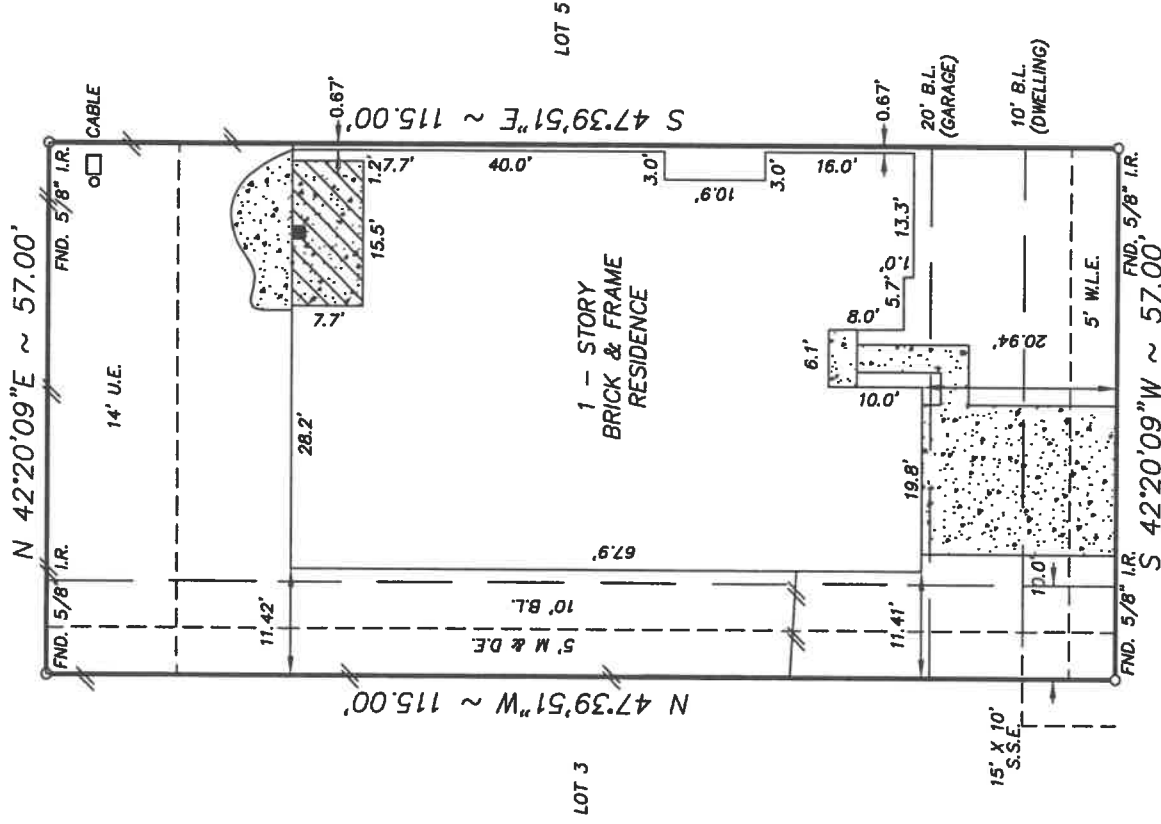 N 42°20'09"E ~ 57.00'
FND. 5/8" I.R.
FND. 5/8" I.R.
CABLE
14' U.E.
LOT 5
S 47°39'51"E ~ 115.00'
0.67'
1.2'
7.7'
15.5'
7.7'
28.2'
40.0'
3.0'
10.9'
3.0'
16.0'
0.67'
13.3'
1.0'
5.7'
8.0'
6.1'
10.0'
19.8'
1 - STORY
BRICK & FRAME
RESIDENCE
67.9'
11.42'
10' B.L.
5' M & D.E.
11.41'
N 47°39'51"W ~ 115.00'
LOT 3
20' B.L.
(GARAGE)
10' B.L.
(DWELLING)
20.94'
5' W.L.E.
10.0'
15' X 10'
S.S.E.
FND. 5/8" I.R.
FND. 5/8" I.R.
S 42°20'09"W ~ 57.00'